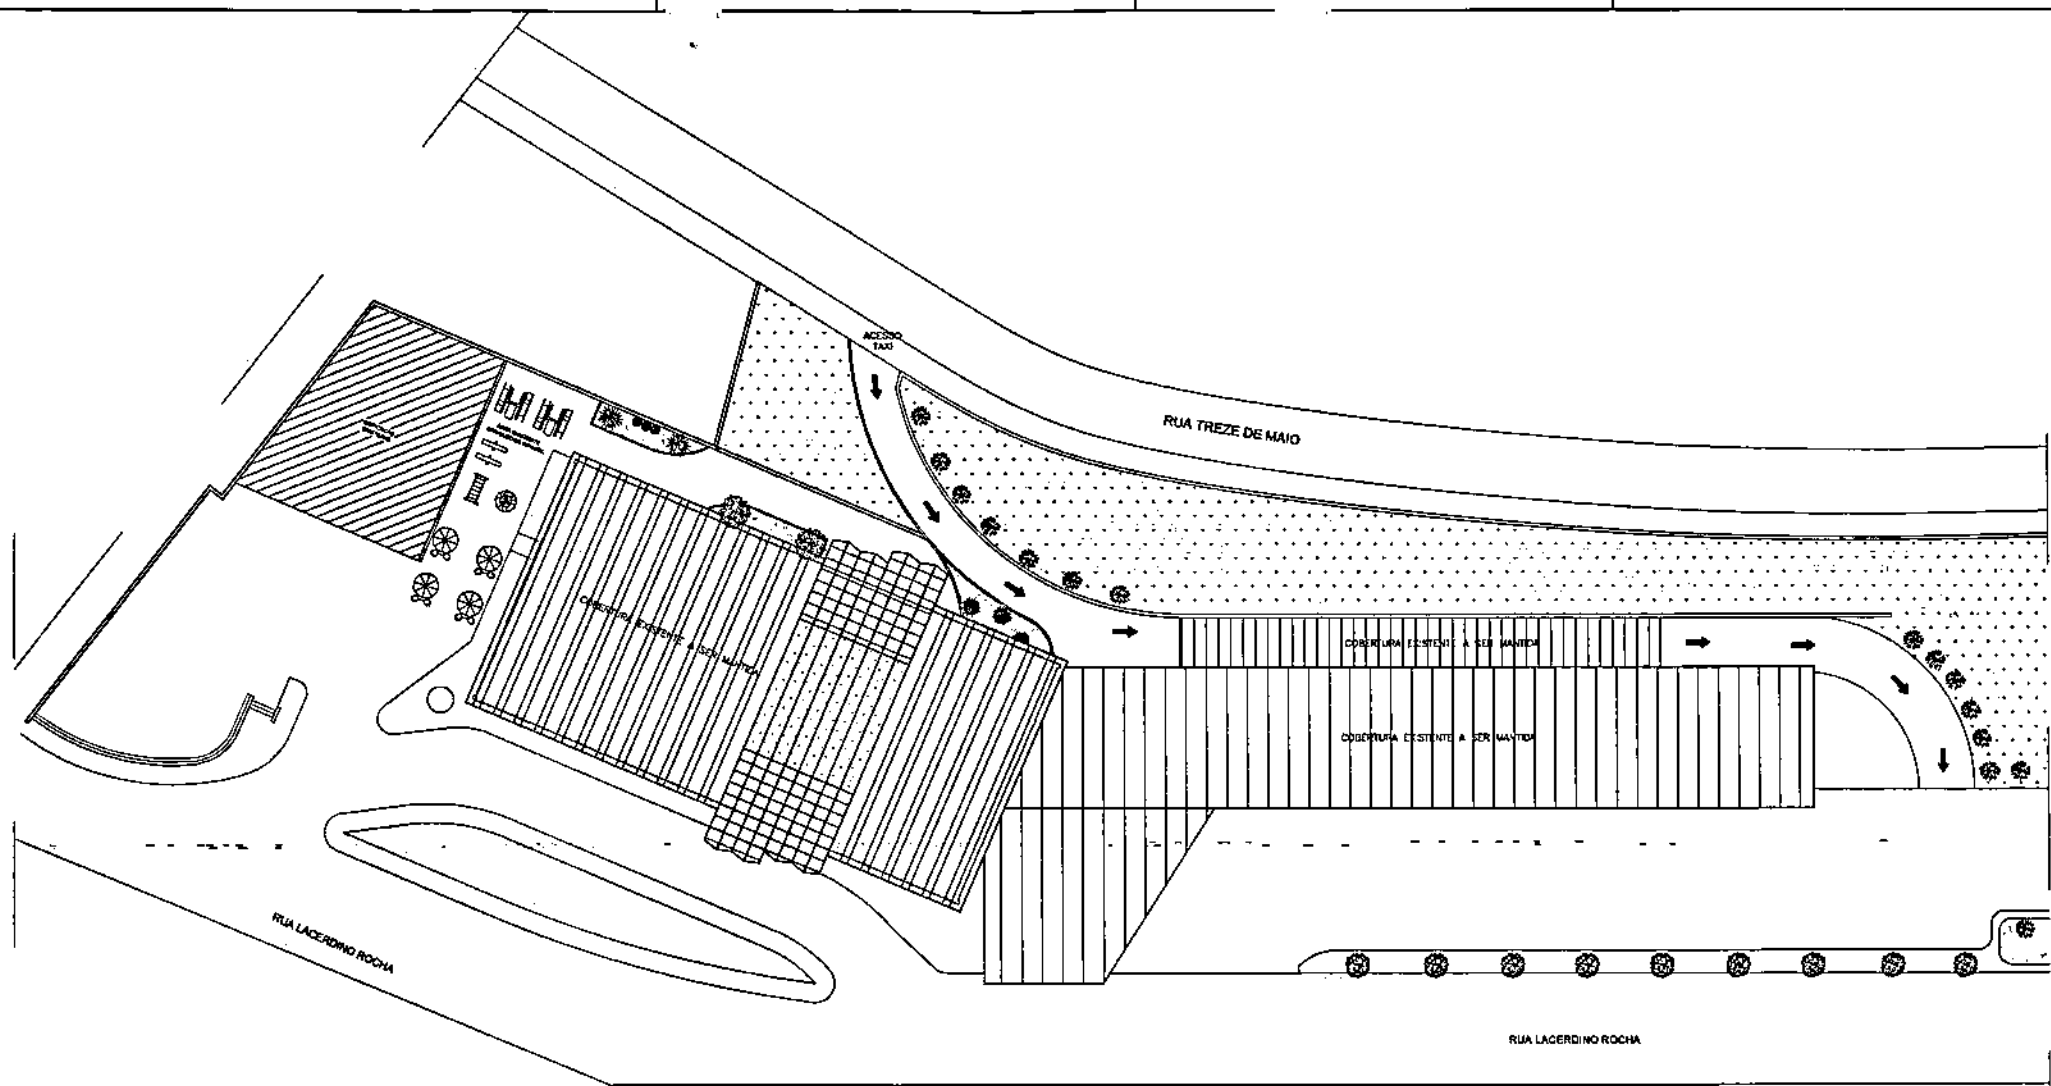 ACESSO
TAXI
RUA TREZE DE MAIO
COBERTURA EXISTENTE A SER MANTIDA
COBERTURA EXISTENTE A SER MANTIDA
COBERTURA EXISTENTE A SER MANTIDA
RUA LACERDINO ROCHA
RUA LACERDINO ROCHA